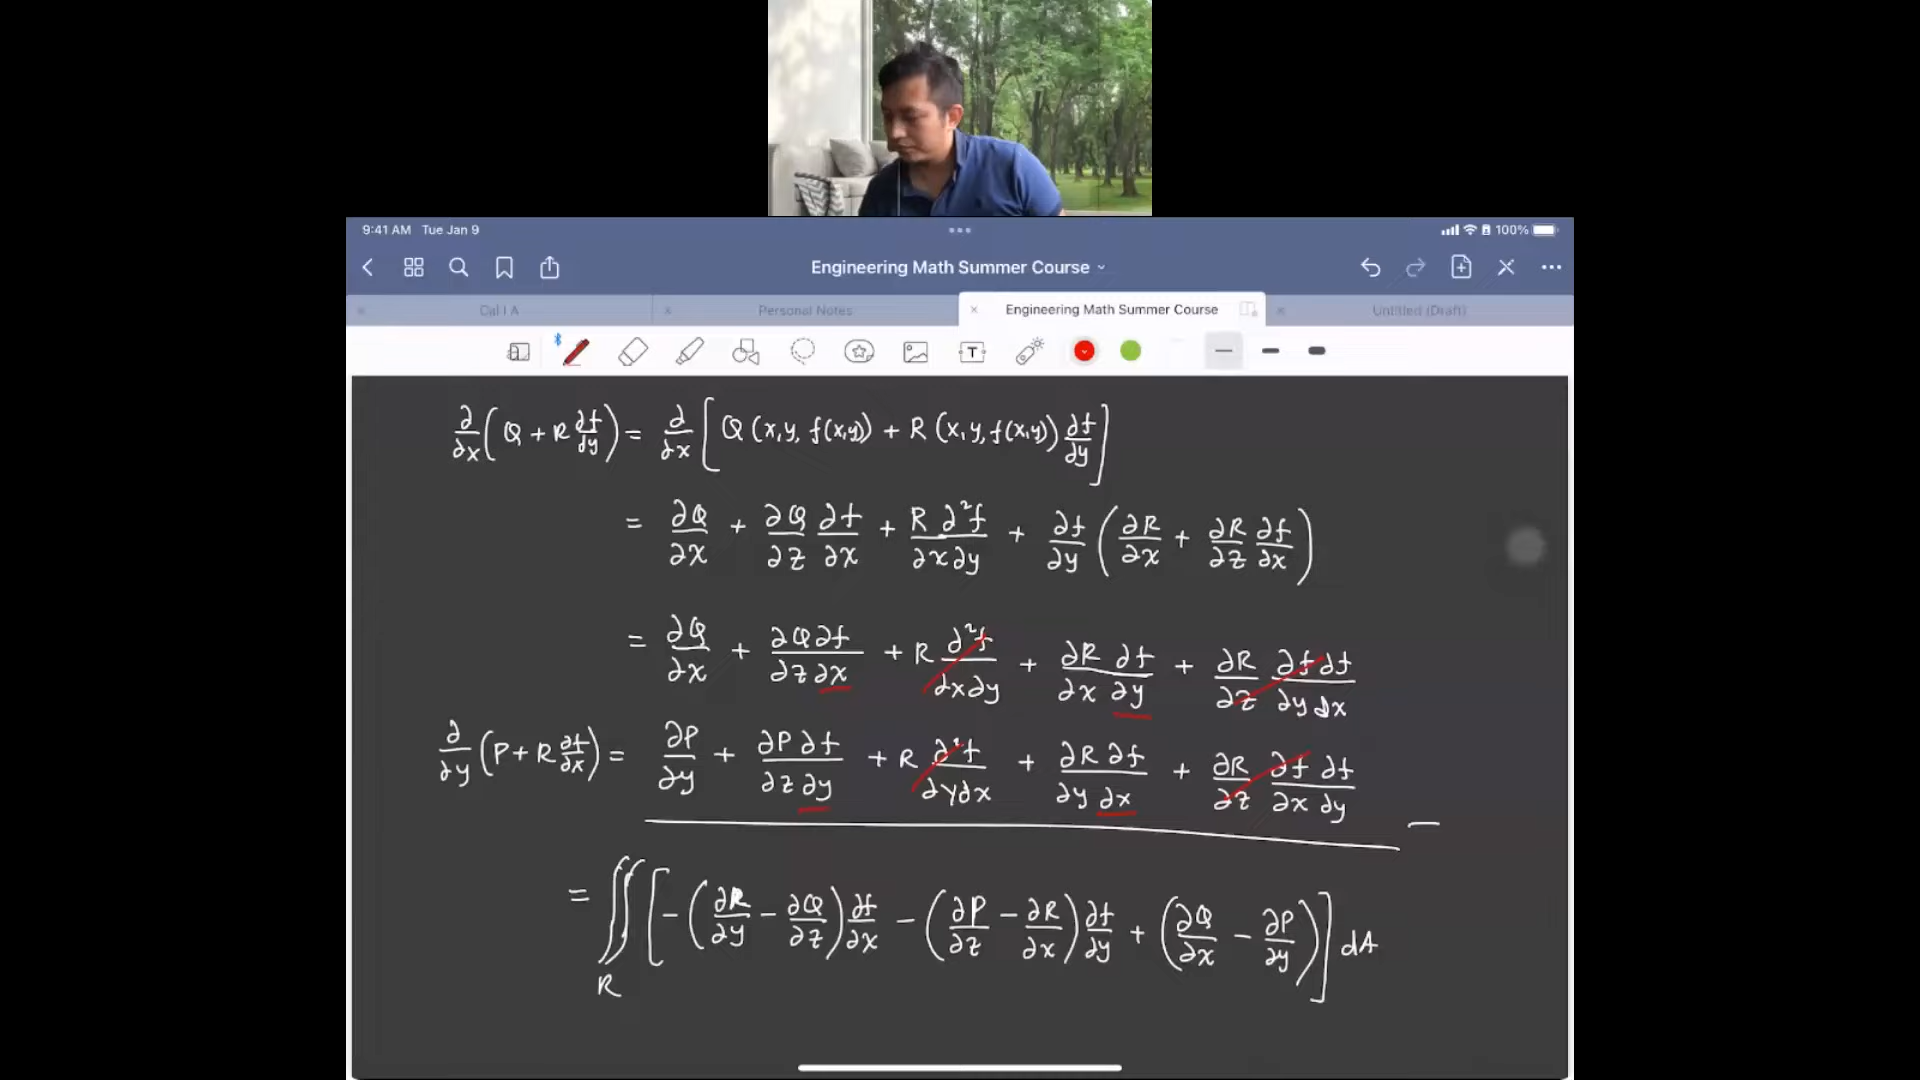 9:41 AM Tue Jan 9
100%
Engineering Math Summer Course
Cal I A
Personal Notes
Engineering Math Summer Course
Untitled (Draft)
T
∂/∂x (Q + R ∂f/∂y) = ∂/∂x [Q (x,y, f(x,y)) + R (x,y, f(x,y)) ∂f/∂y]
= ∂Q/∂x + ∂Q/∂z ∂f/∂x + R ∂²f/∂x∂y + ∂f/∂y (∂R/∂x + ∂R/∂z ∂f/∂x)
= ∂Q/∂x + ∂Q∂f/∂z∂x + R ∂²f/∂x∂y + ∂R ∂f/∂x ∂y + ∂R/∂z ∂f∂f/∂y∂x
∂/∂y (P + R ∂f/∂x) = ∂P/∂y + ∂P∂f/∂z∂y + R ∂²f/∂y∂x + ∂R ∂f/∂y ∂x + ∂R/∂z ∂f ∂f/∂x ∂y
—
= ∬R [-(∂R/∂y - ∂Q/∂z) ∂f/∂x - (∂P/∂z - ∂R/∂x) ∂f/∂y + (∂Q/∂x - ∂P/∂y)] dA